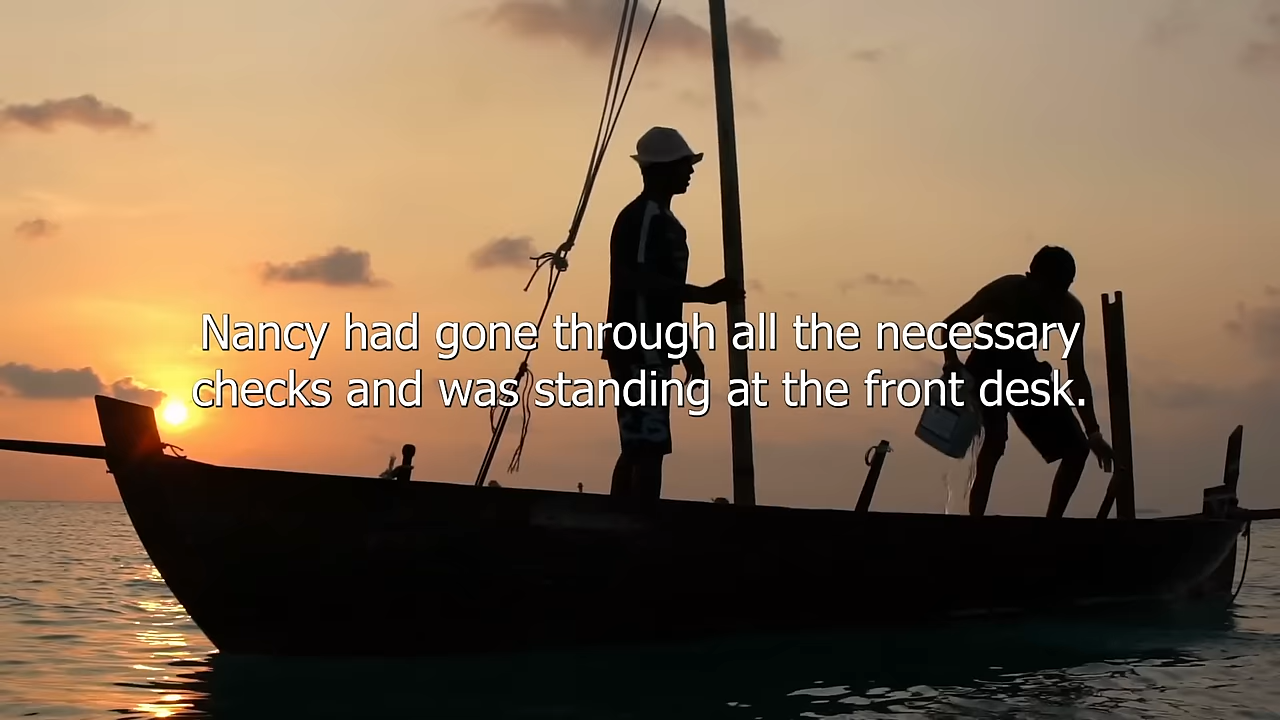 Nancy had gone through all the necessary
checks and was standing at the front desk.